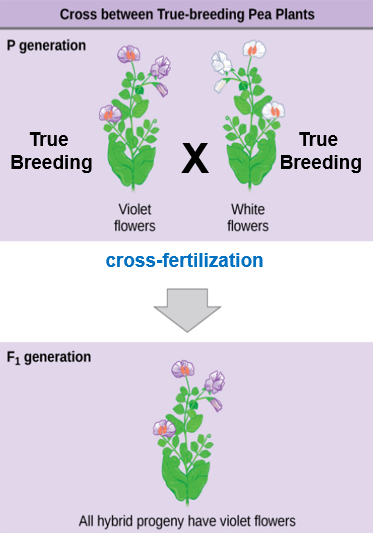 Cross between True-breeding Pea Plants
P generation
True
Breeding
X
True
Breeding
Violet
flowers
White
flowers
cross-fertilization
F₁ generation
All hybrid progeny have violet flowers